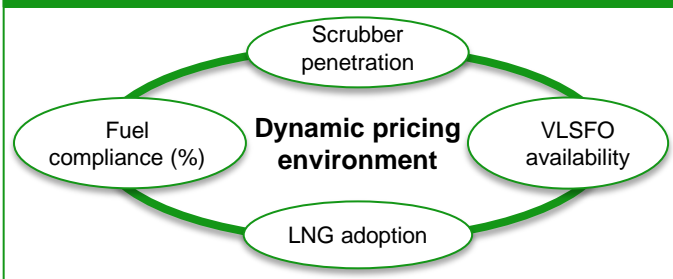 Scrubber
penetration
Fuel
compliance (%)
Dynamic pricing
environment
VLSFO
availability
LNG adoption